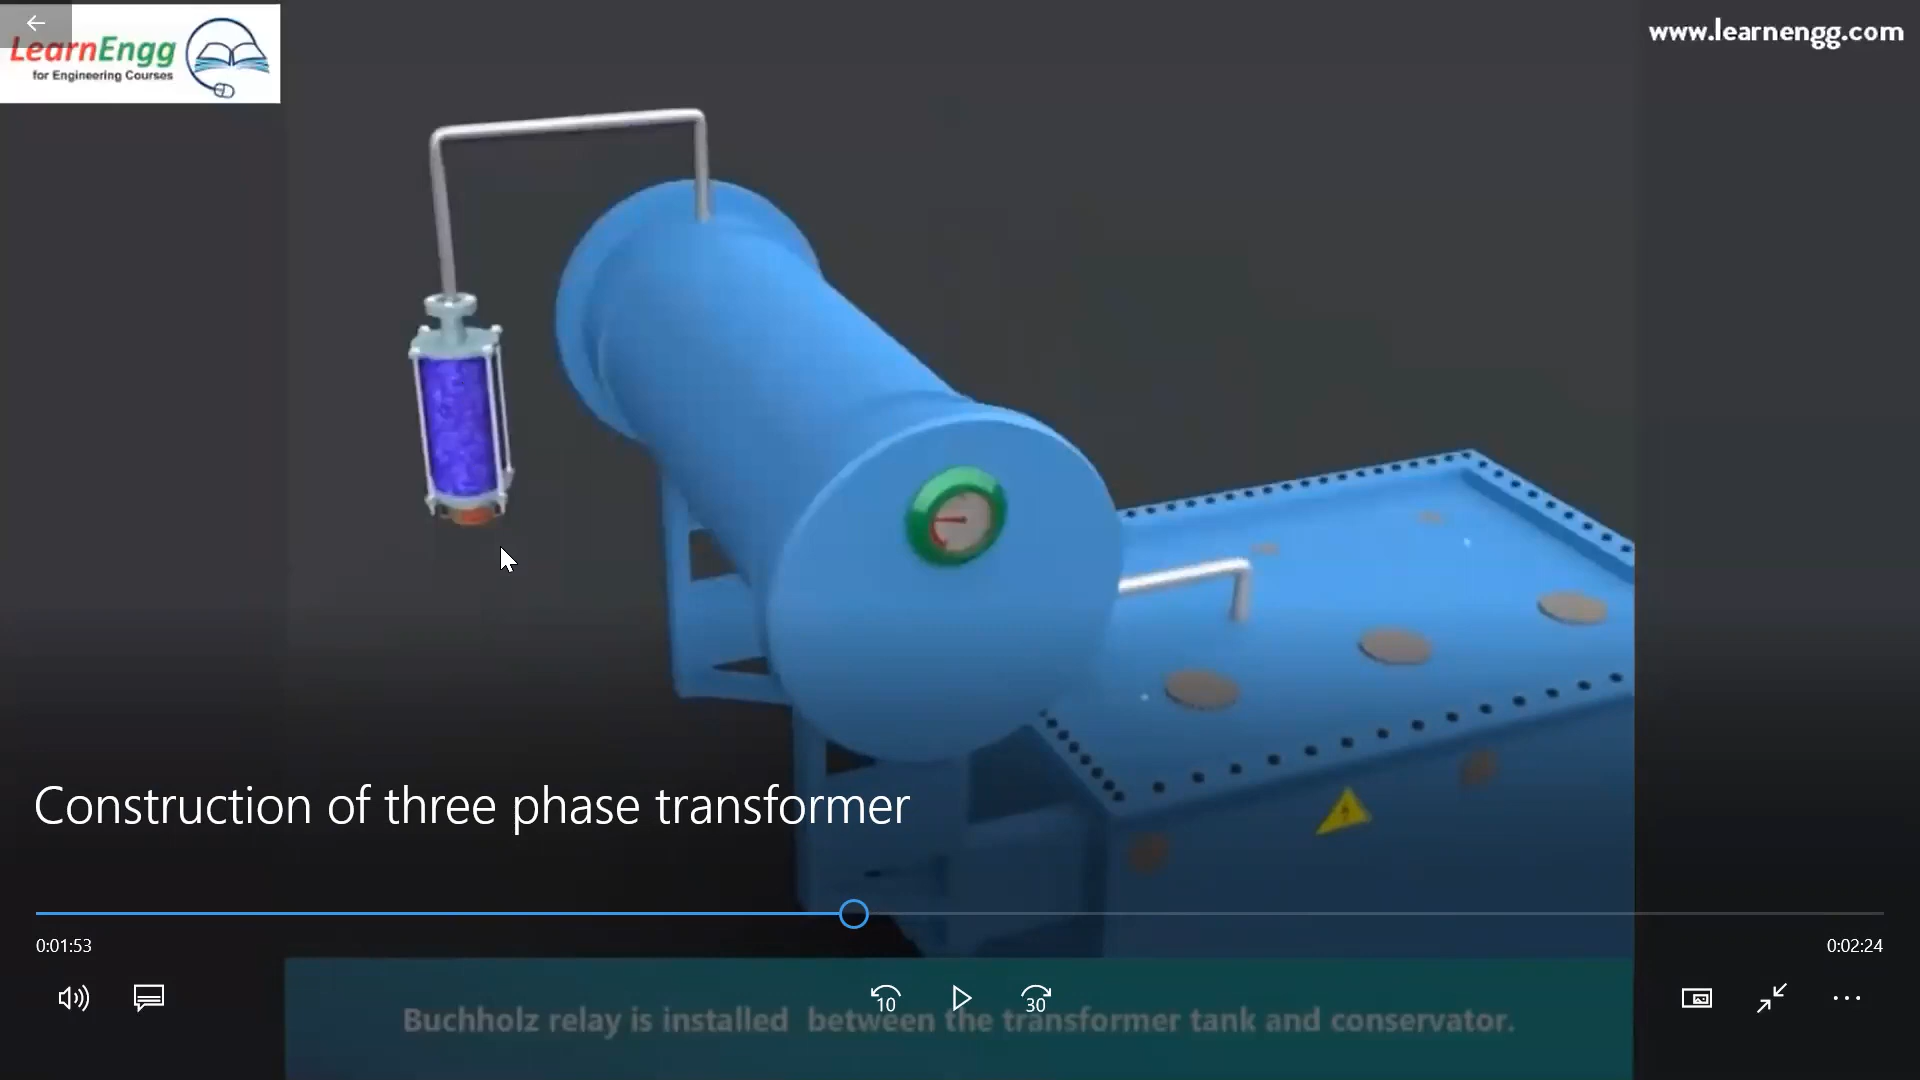 LearnEngg
for Engineering Courses
www.learnengg.com
Construction of three phase transformer
0:01:53
0:02:24
10
30
Buchholz relay is installed between the transformer tank and conservator.